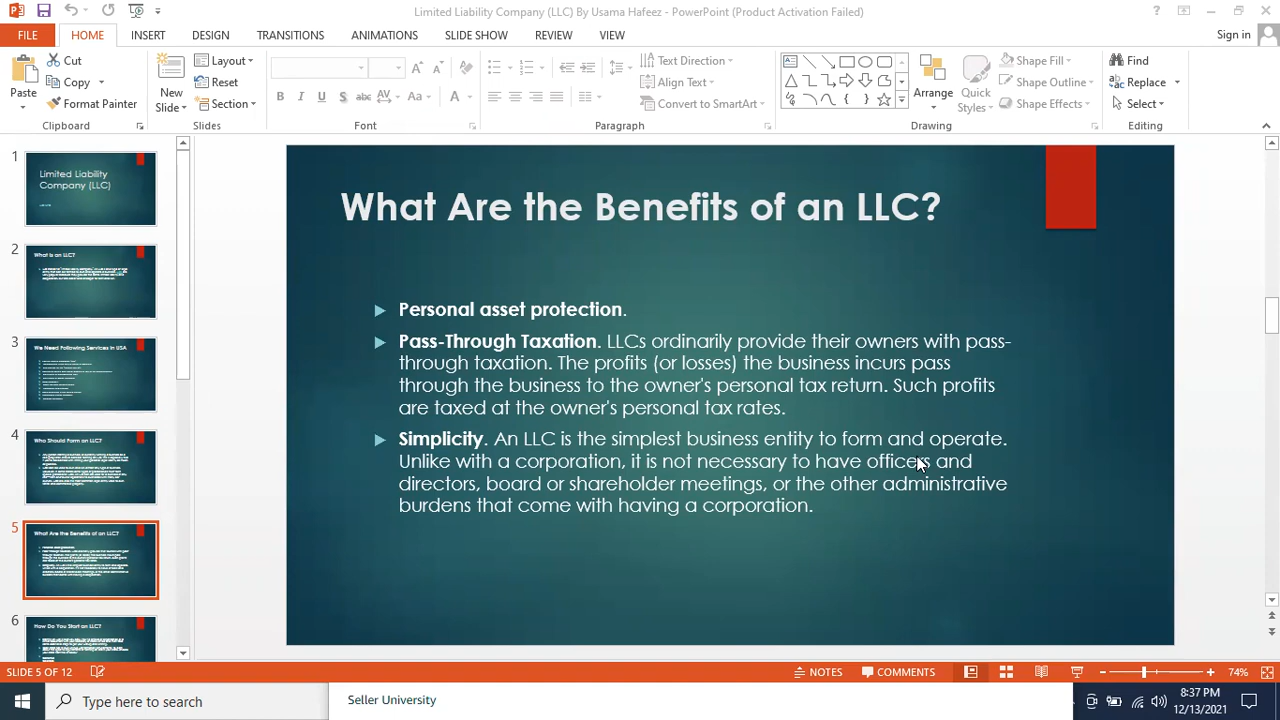 Limited Liability Company (LLC) By Usama Hafeez - PowerPoint (Product Activation Failed)
FILE HOME INSERT DESIGN TRANSITIONS ANIMATIONS SLIDE SHOW REVIEW VIEW Sign in
Paste
Cut
Copy
Format Painter
Clipboard
New
Slide
Layout
Reset
Section
Slides
B I U S abc AV Aa A
Font
Text Direction
Align Text
Convert to SmartArt
Paragraph
Arrange
Quick
Styles
Shape Fill
Shape Outline
Shape Effects
Drawing
Find
Replace
Select
Editing
1
Limited Liability
Company (LLC)
2
What is an LLC?
3
We Need Following Services in USA
4
Who Should Form an LLC?
5
What Are the Benefits of an LLC?
6
How Do You Start an LLC?
What Are the Benefits of an LLC?
Personal asset protection.
Pass-Through Taxation. LLCs ordinarily provide their owners with pass-
through taxation. The profits (or losses) the business incurs pass
through the business to the owner's personal tax return. Such profits
are taxed at the owner's personal tax rates.
Simplicity. An LLC is the simplest business entity to form and operate.
Unlike with a corporation, it is not necessary to have officers and
directors, board or shareholder meetings, or the other administrative
burdens that come with having a corporation.
SLIDE 5 OF 12 NOTES COMMENTS 74%
Type here to search
Seller University
8:37 PM
12/13/2021